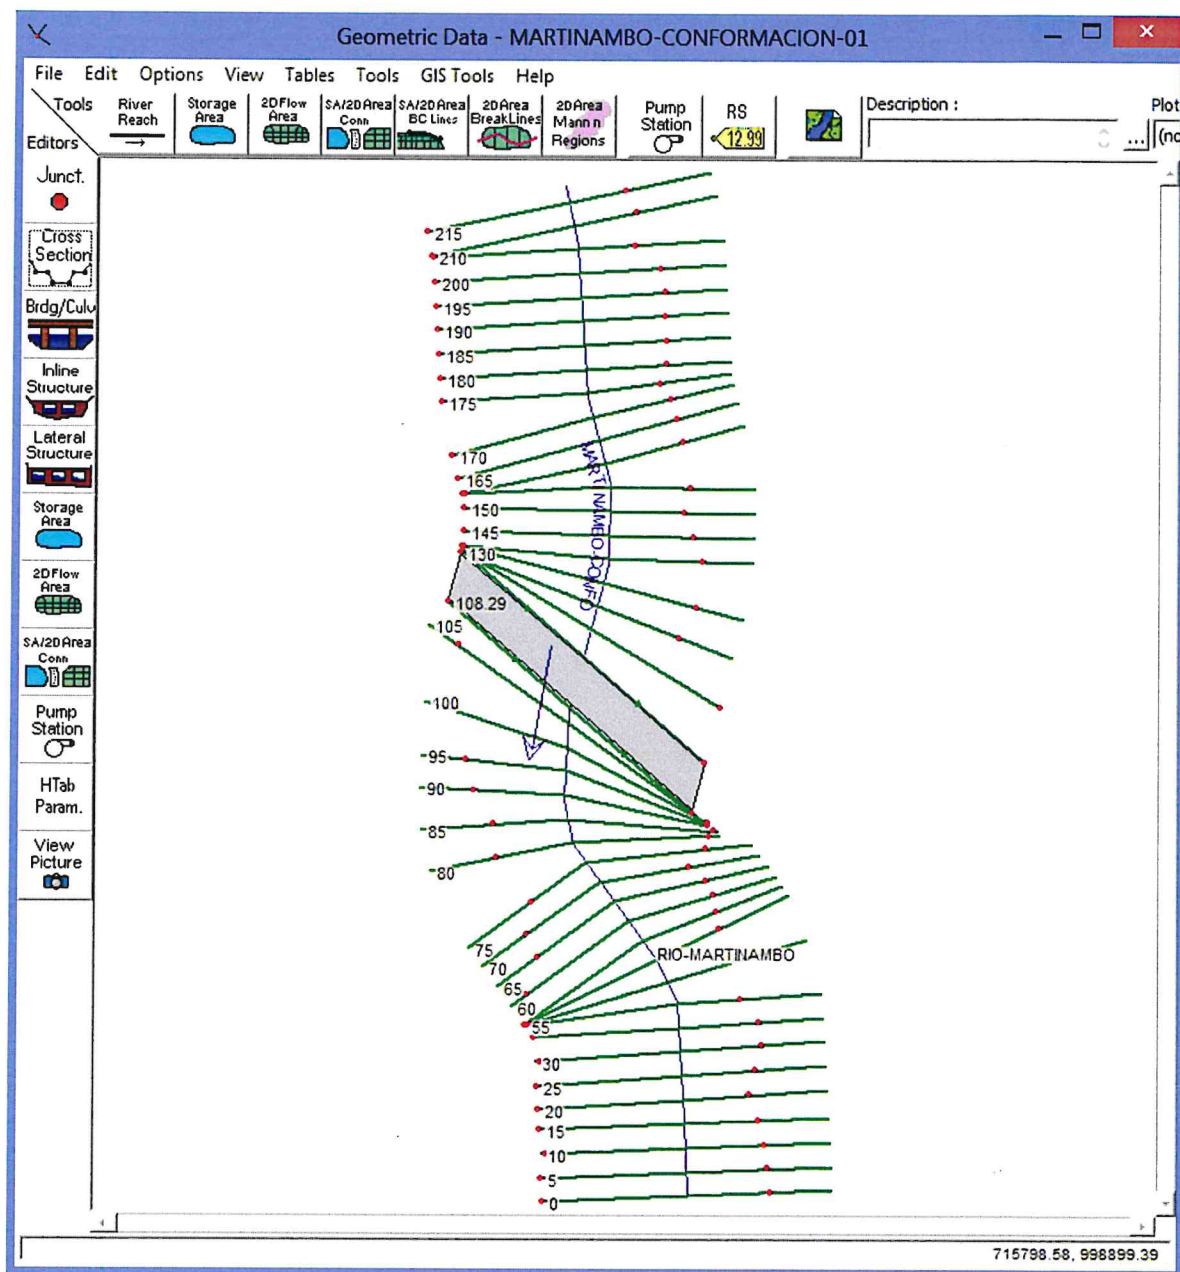 Geometric Data - MARTINAMBO-CONFORMACION-01
File Edit Options View Tables Tools GIS Tools Help
Tools
Editors
River
Reach
Storage
Area
2D Flow
Area
SA/2D Area
Conn
SA/2D Area
BC Lines
2D Area
BreakLines
2D Area
Mann n
Regions
Pump
Station
RS
12.99
Description :
...
Plot
(no
Junct.
Cross
Section
Brdg/Culv
Inline
Structure
Lateral
Structure
Storage
Area
2D Flow
Area
SA/2D Area
Conn
Pump
Station
HTab
Param.
View
Picture
215
210
200
195
190
185
180
175
170
165
150
145
130
108.29
105
100
95
90
85
80
75
70
65
60
55
30
25
20
15
10
5
0
MARTINAMBO-CONFO
RIO-MARTINAMBO
715798.58, 998899.39